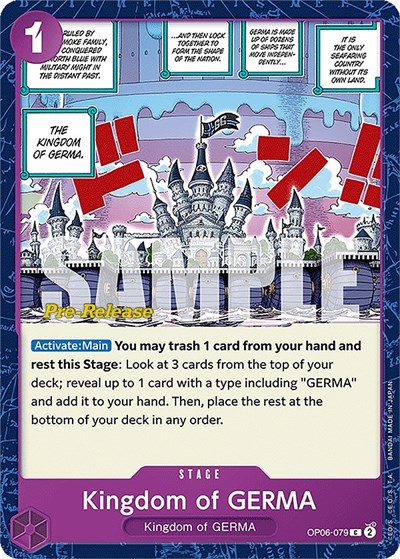 1
RULED BY
MOKE FAMILY,
CONQUERED
ORTH BLUE WITH
MILITARY MIGHT IN
THE DISTANT PAST.
...AND THEN LOCK
TOGETHER TO
FORM THE SHAPE
OF THE NATION.
GERMA IS MADE
UP OF DOZENS
OF SHIPS THAT
MOVE INDEPEN-
DENTLY...
IT IS
THE ONLY
SEAFARING
COUNTRY
WITHOUT ITS
OWN LAND.
THE
KINGDOM
OF GERMA.
ドン!!
SAMPLE
Pre-Release
Activate:Main You may trash 1 card from your hand and
rest this Stage: Look at 3 cards from the top of your
deck; reveal up to 1 card with a type including "GERMA"
and add it to your hand. Then, place the rest at the
bottom of your deck in any order.
STAGE
Kingdom of GERMA
Kingdom of GERMA
OP06-079 C 2
BANDAI MADE IN JAPAN